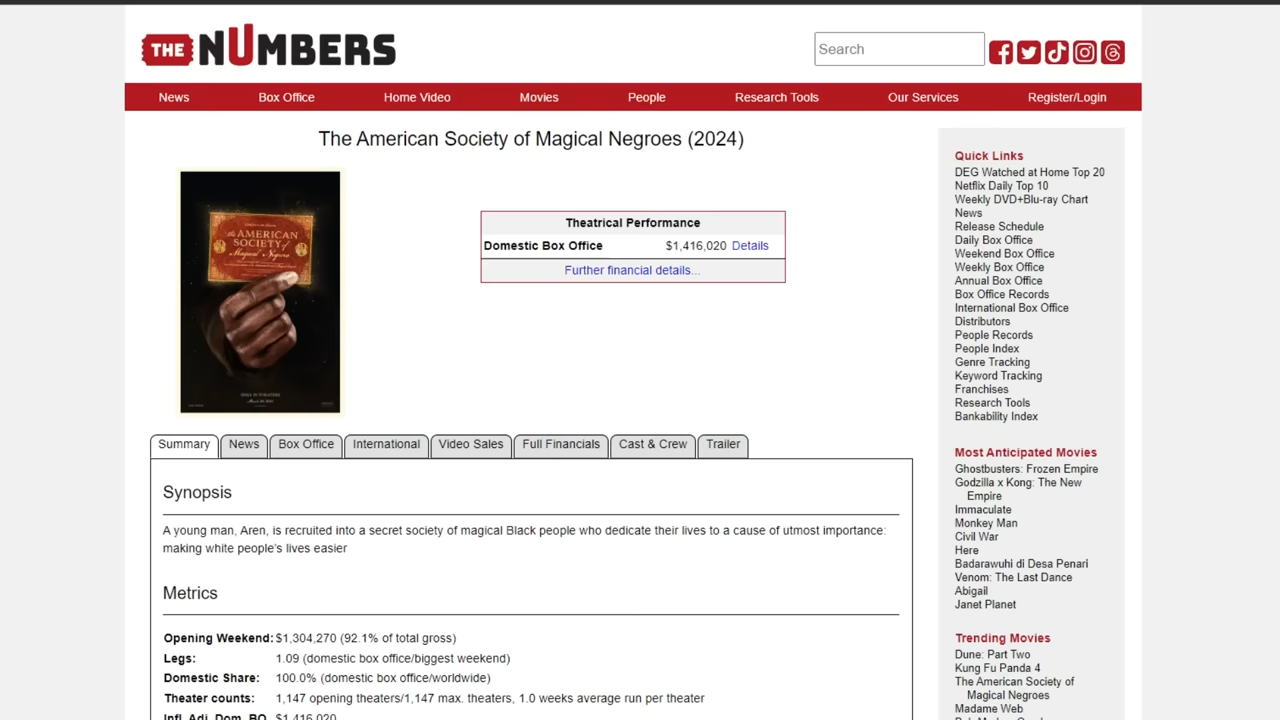 THE NUMBERS
Search
News Box Office Home Video Movies People Research Tools Our Services Register/Login
The American Society of Magical Negroes (2024)
the AMERICAN
SOCIETY of
Magical Negroes
Theatrical Performance
Domestic Box Office $1,416,020 Details
Further financial details...
Summary News Box Office International Video Sales Full Financials Cast & Crew Trailer
Synopsis
A young man, Aren, is recruited into a secret society of magical Black people who dedicate their lives to a cause of utmost importance:
making white people's lives easier
Metrics
Opening Weekend: $1,304,270 (92.1% of total gross)
Legs: 1.09 (domestic box office/biggest weekend)
Domestic Share: 100.0% (domestic box office/worldwide)
Theater counts: 1,147 opening theaters/1,147 max. theaters, 1.0 weeks average run per theater
Infl. Adj. Dom. BO $1,416,020
Quick Links
DEG Watched at Home Top 20
Netflix Daily Top 10
Weekly DVD+Blu-ray Chart
News
Release Schedule
Daily Box Office
Weekend Box Office
Weekly Box Office
Annual Box Office
Box Office Records
International Box Office
Distributors
People Records
People Index
Genre Tracking
Keyword Tracking
Franchises
Research Tools
Bankability Index
Most Anticipated Movies
Ghostbusters: Frozen Empire
Godzilla x Kong: The New
Empire
Immaculate
Monkey Man
Civil War
Here
Badarawuhi di Desa Penari
Venom: The Last Dance
Abigail
Janet Planet
Trending Movies
Dune: Part Two
Kung Fu Panda 4
The American Society of
Magical Negroes
Madame Web